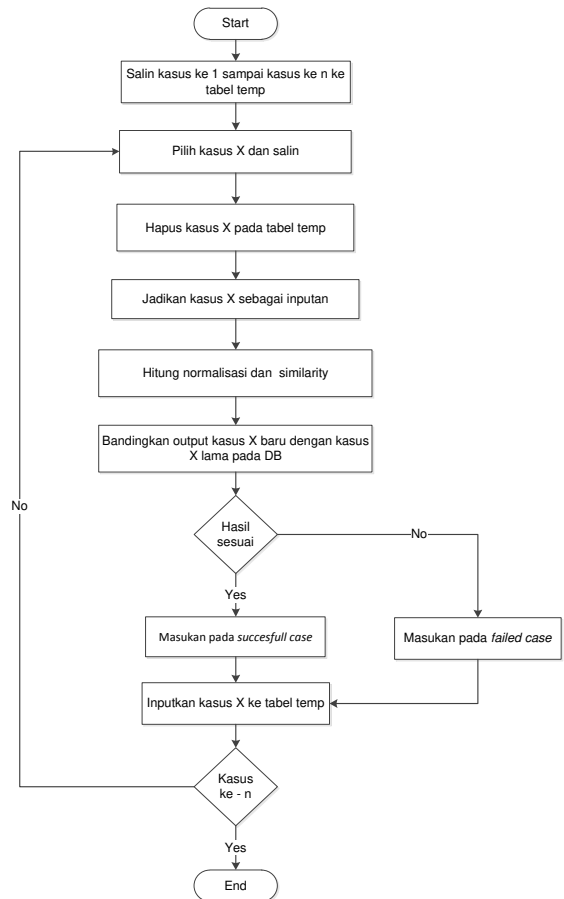 Start
Salin kasus ke 1 sampai kasus ke n ke
tabel temp
Pilih kasus X dan salin
Hapus kasus X pada tabel temp
Jadikan kasus X sebagai inputan
Hitung normalisasi dan similarity
Bandingkan output kasus X baru dengan kasus
X lama pada DB
Hasil
sesuai
No
Yes
Masukan pada succesfull case
Masukan pada failed case
Inputkan kasus X ke tabel temp
Kasus
ke - n
No
Yes
End